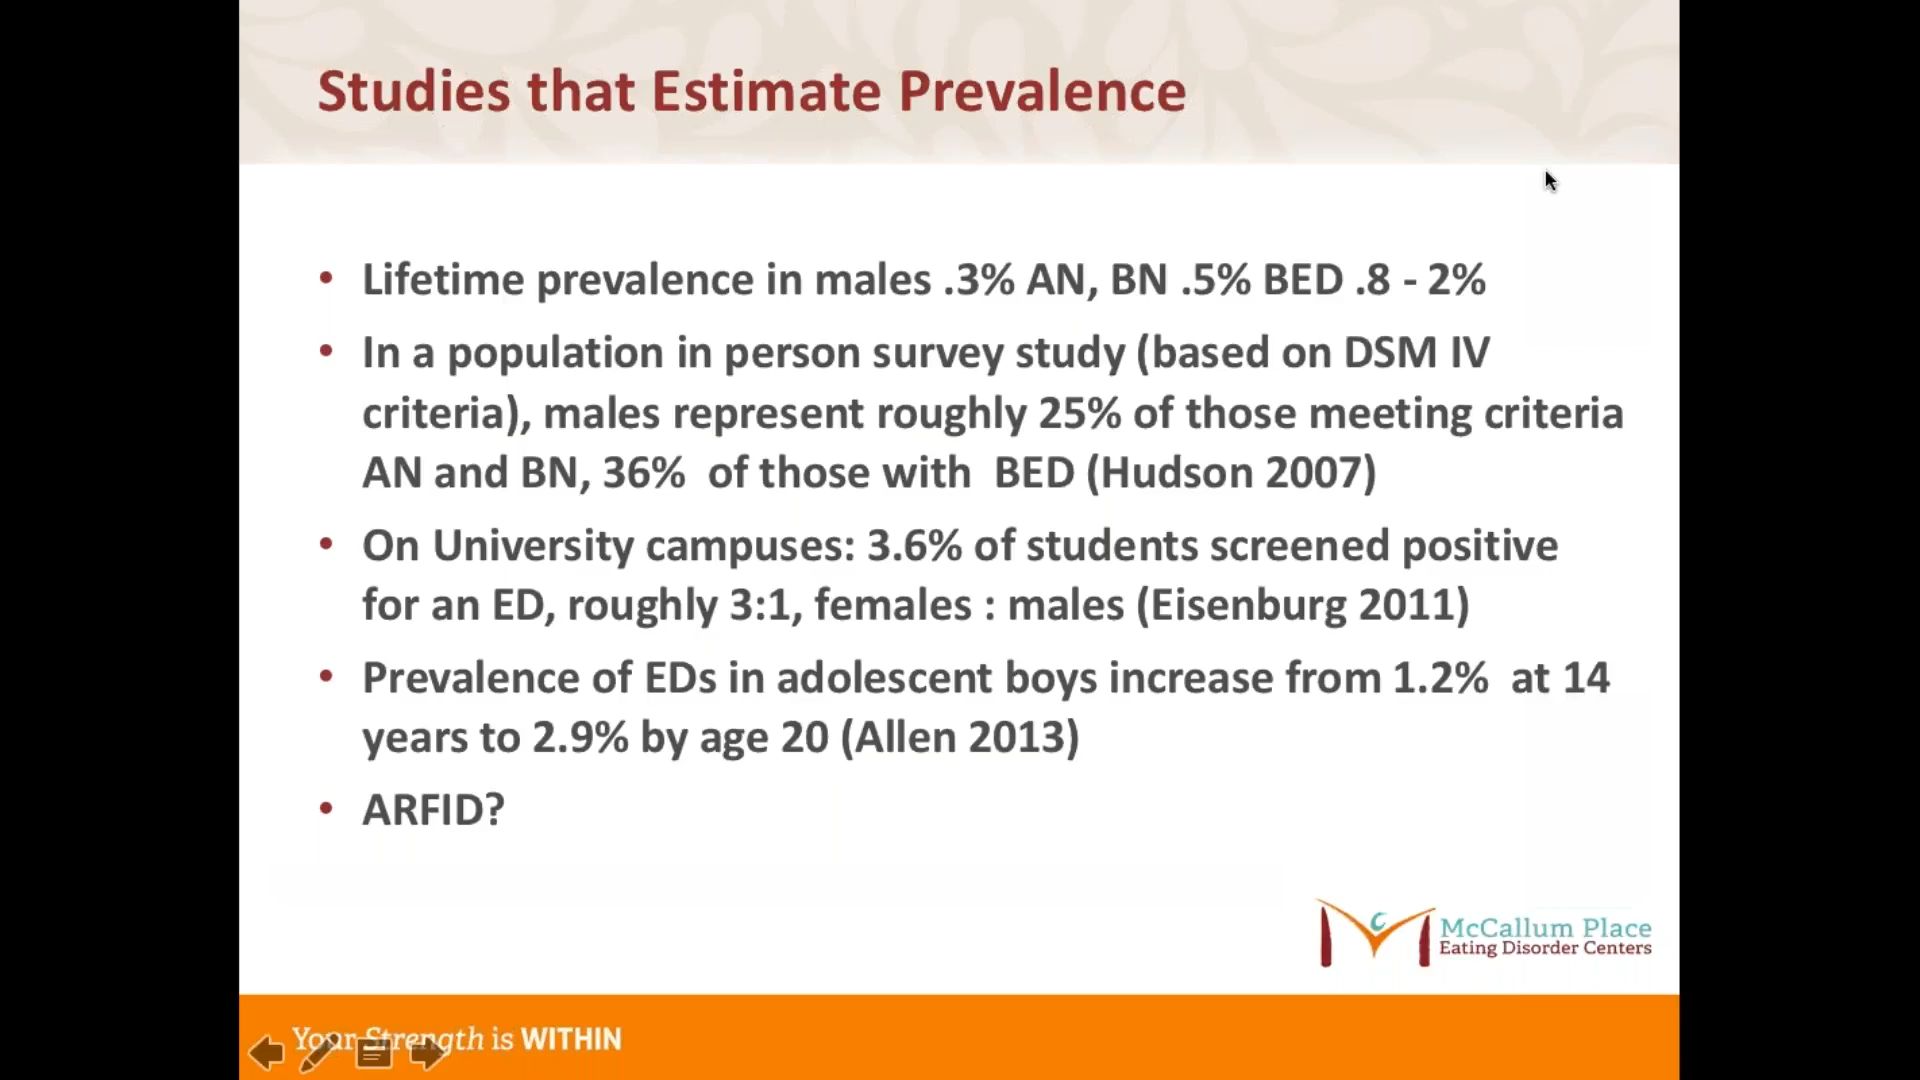 Studies that Estimate Prevalence
• Lifetime prevalence in males .3% AN, BN .5% BED .8 - 2%
• In a population in person survey study (based on DSM IV
criteria), males represent roughly 25% of those meeting criteria
AN and BN, 36% of those with BED (Hudson 2007)
• On University campuses: 3.6% of students screened positive
for an ED, roughly 3:1, females : males (Eisenburg 2011)
• Prevalence of EDs in adolescent boys increase from 1.2% at 14
years to 2.9% by age 20 (Allen 2013)
• ARFID?
McCallum Place
Eating Disorder Centers
Your Strength is WITHIN